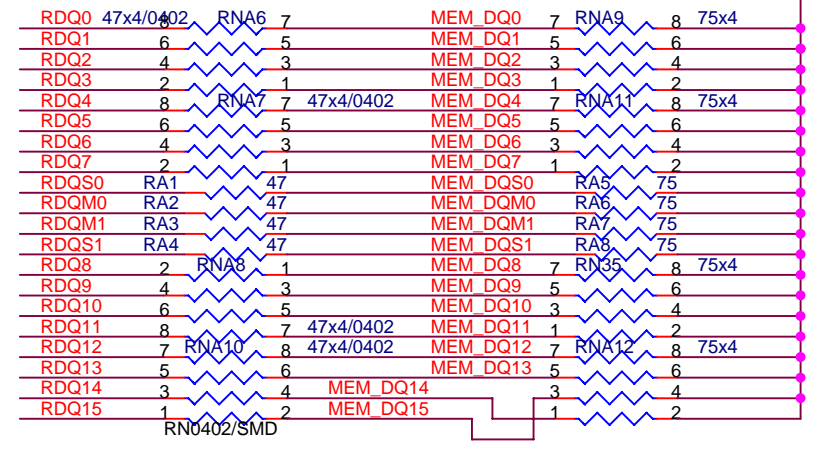 RDQ0 47x4/0402 8 RNA6 7 MEM_DQ0 7 RNA9 8 75x4
RDQ1 6 5 MEM_DQ1 5 6
RDQ2 4 3 MEM_DQ2 3 4
RDQ3 2 1 MEM_DQ3 1 2
RDQ4 8 RNA7 7 47x4/0402 MEM_DQ4 7 RNA11 8 75x4
RDQ5 6 5 MEM_DQ5 5 6
RDQ6 4 3 MEM_DQ6 3 4
RDQ7 2 1 MEM_DQ7 1 2
RDQS0 RA1 47 MEM_DQS0 RA5 75
RDQM0 RA2 47 MEM_DQM0 RA6 75
RDQM1 RA3 47 MEM_DQM1 RA7 75
RDQS1 RA4 47 MEM_DQS1 RA8 75
RDQ8 2 RNA8 1 MEM_DQ8 7 RN35 8 75x4
RDQ9 4 3 MEM_DQ9 5 6
RDQ10 6 5 MEM_DQ10 3 4
RDQ11 8 7 47x4/0402 MEM_DQ11 1 2
RDQ12 7 RNA10 8 47x4/0402 MEM_DQ12 7 RNA12 8 75x4
RDQ13 5 6 MEM_DQ13 5 6
RDQ14 3 4 MEM_DQ14 3 4
RDQ15 1 2 MEM_DQ15 1 2
RN0402/SMD